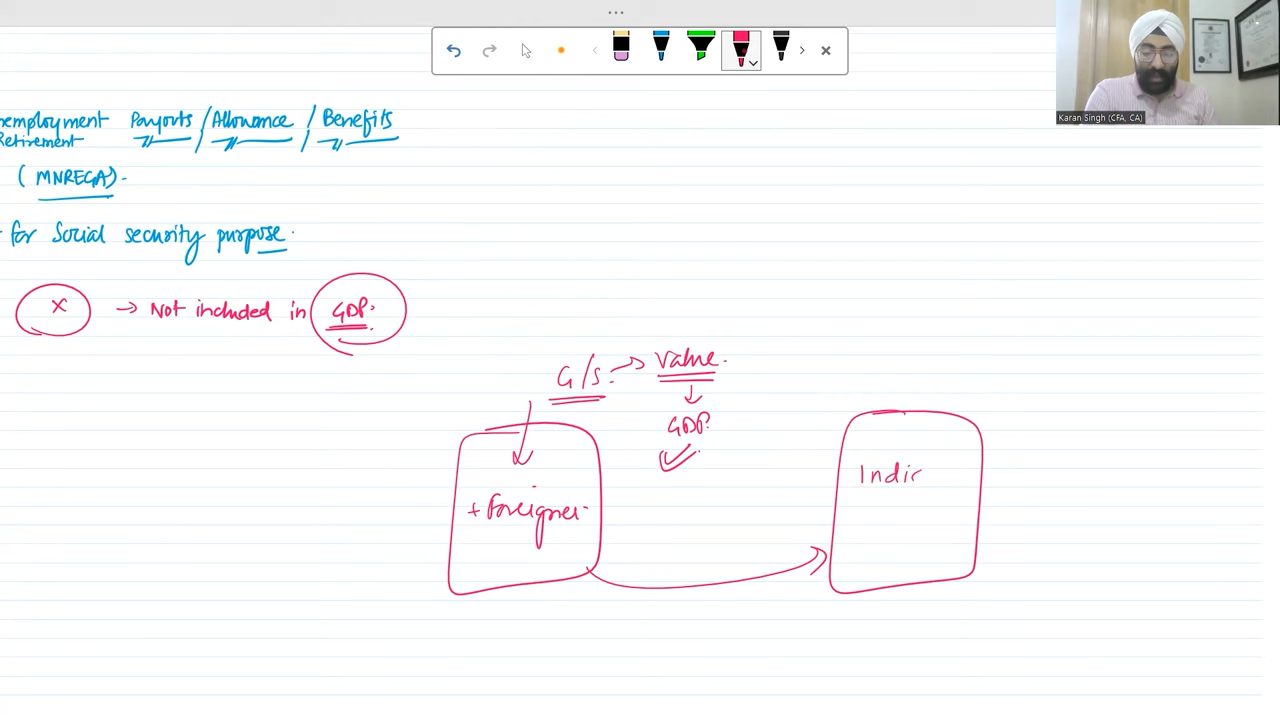 nemployment Payouts / Allowance / Benefits
Retirement
(MNREGA).
for Social security purpose.
x → Not included in GDP.
G/S. → Value.
↓
GDP.
+ Foreigner
Indir
Karan Singh (CFA, CA)